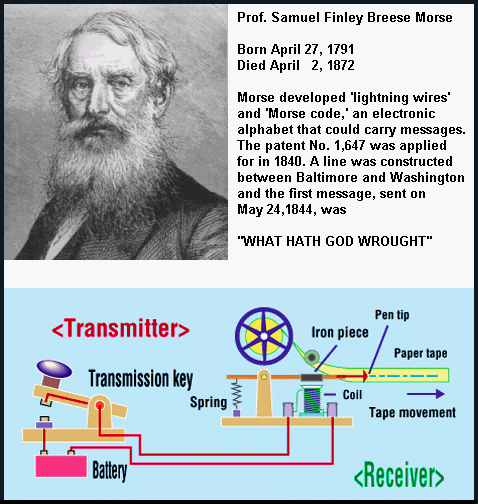 Prof. Samuel Finley Breese Morse
Born April 27, 1791
Died April 2, 1872
Morse developed 'lightning wires'
and 'Morse code,' an electronic
alphabet that could carry messages.
The patent No. 1,647 was applied
for in 1840. A line was constructed
between Baltimore and Washington
and the first message, sent on
May 24,1844, was
"WHAT HATH GOD WROUGHT"
<Transmitter>
Transmission key
Battery
Pen tip
Iron piece
Paper tape
Spring
Coil
Tape movement
<Receiver>